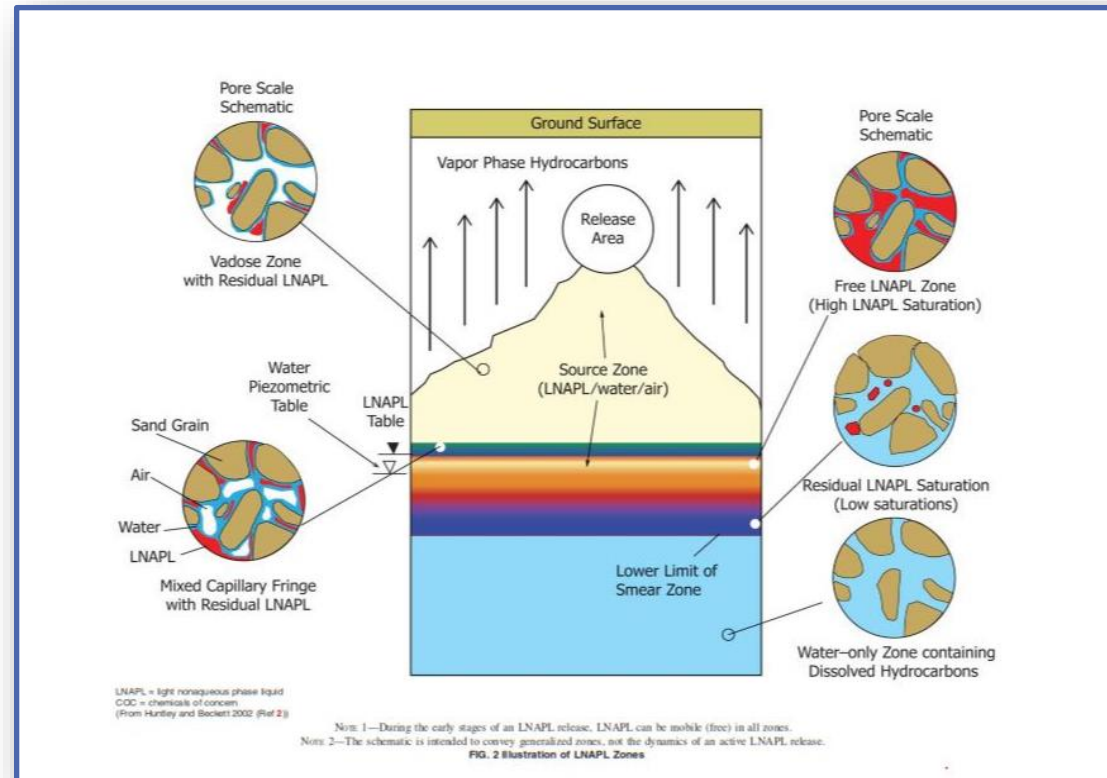 Pore Scale
Schematic
Vadose Zone
with Residual LNAPL
Water
Piezometric
Table
LNAPL
Table
Sand Grain
Air
Water
LNAPL
Mixed Capillary Fringe
with Residual LNAPL
Ground Surface
Vapor Phase Hydrocarbons
Release
Area
Source Zone
(LNAPL/water/air)
Lower Limit of
Smear Zone
Pore Scale
Schematic
Free LNAPL Zone
(High LNAPL Saturation)
Residual LNAPL Saturation
(Low saturations)
Water–only Zone containing
Dissolved Hydrocarbons
LNAPL = light nonaqueous phase liquid
COC = chemicals of concern
(From Huntley and Beckett 2002 (Ref 2))
NOTE 1—During the early stages of an LNAPL release, LNAPL can be mobile (free) in all zones.
NOTE 2—The schematic is intended to convey generalized zones, not the dynamics of an active LNAPL release.
FIG. 2 Illustration of LNAPL Zones